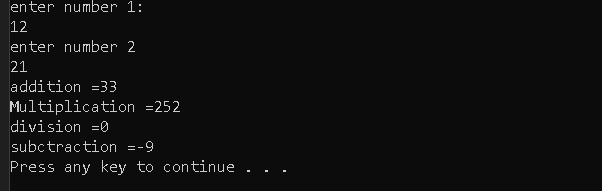 enter number 1:
12
enter number 2
21
addition =33
Multiplication =252
division =0
subctraction =-9
Press any key to continue . . .